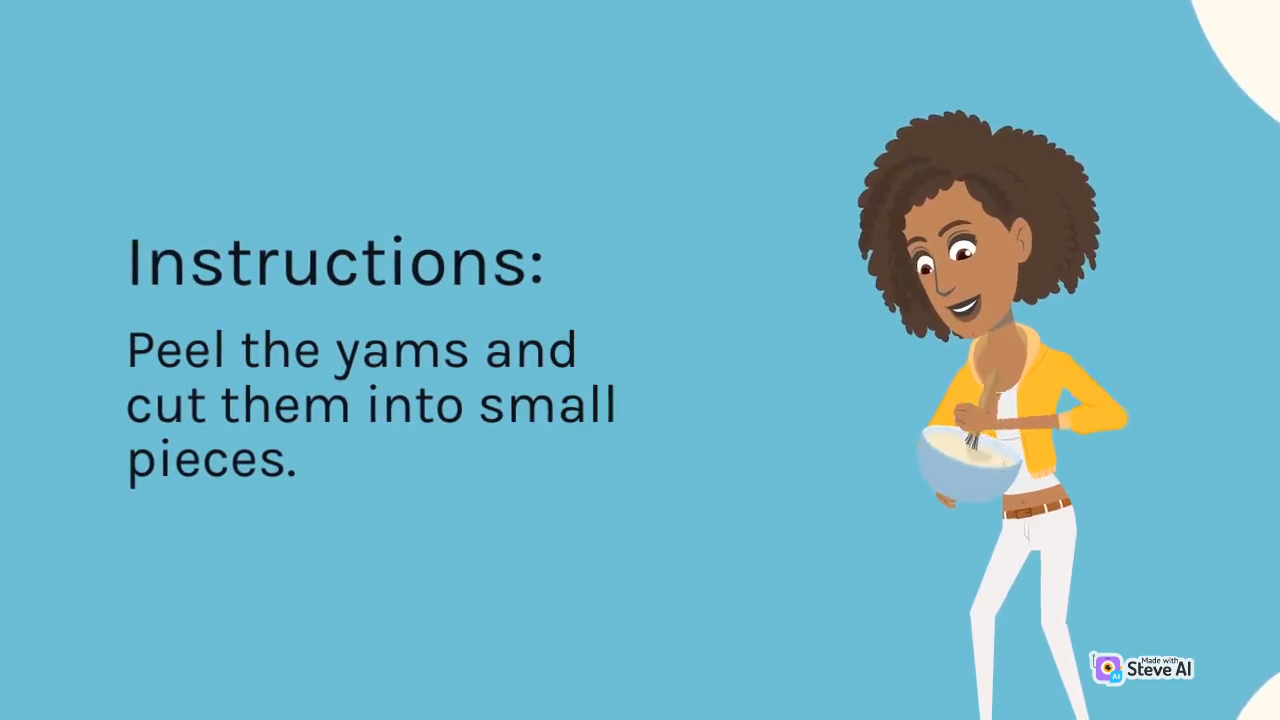 Instructions:
Peel the yams and
cut them into small
pieces.
Made with
Steve AI